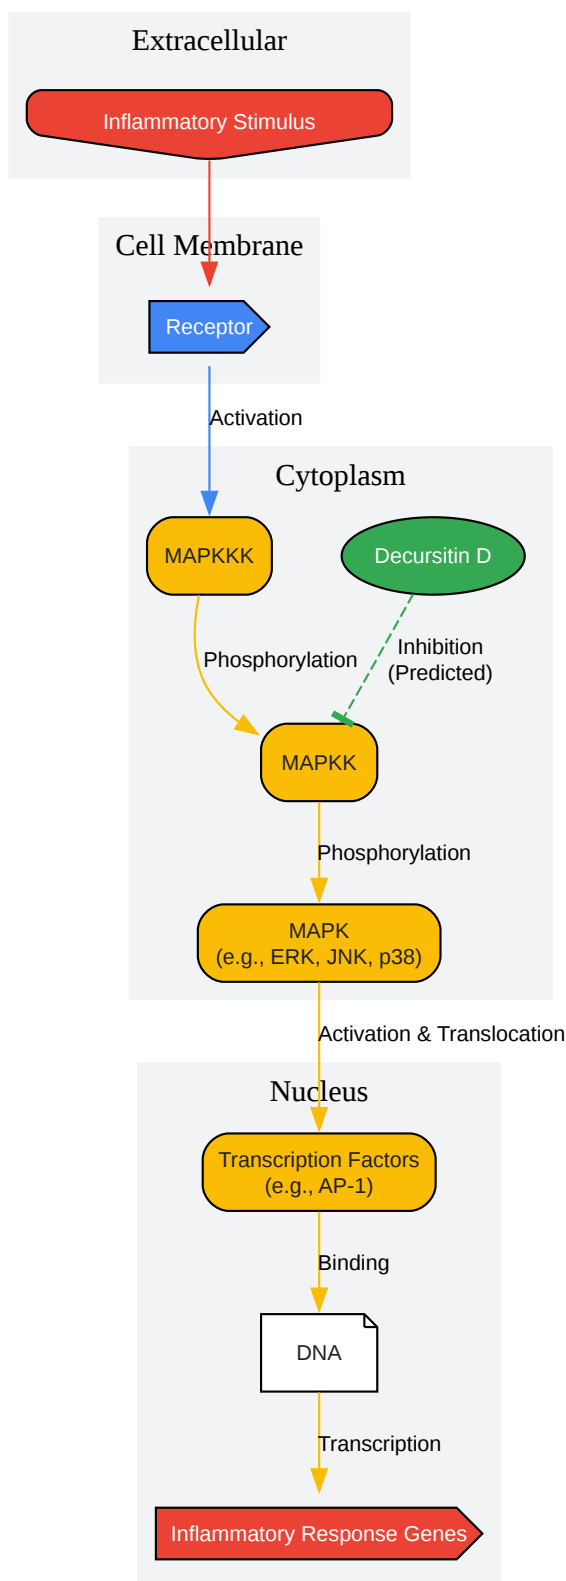 Extracellular
Inflammatory Stimulus
Cell Membrane
Receptor
Activation
Cytoplasm
MAPKKK
Decursitin D
Inhibition
(Predicted)
Phosphorylation
MAPKK
Phosphorylation
MAPK
(e.g., ERK, JNK, p38)
Activation & Translocation
Nucleus
Transcription Factors
(e.g., AP-1)
Binding
DNA
Transcription
Inflammatory Response Genes